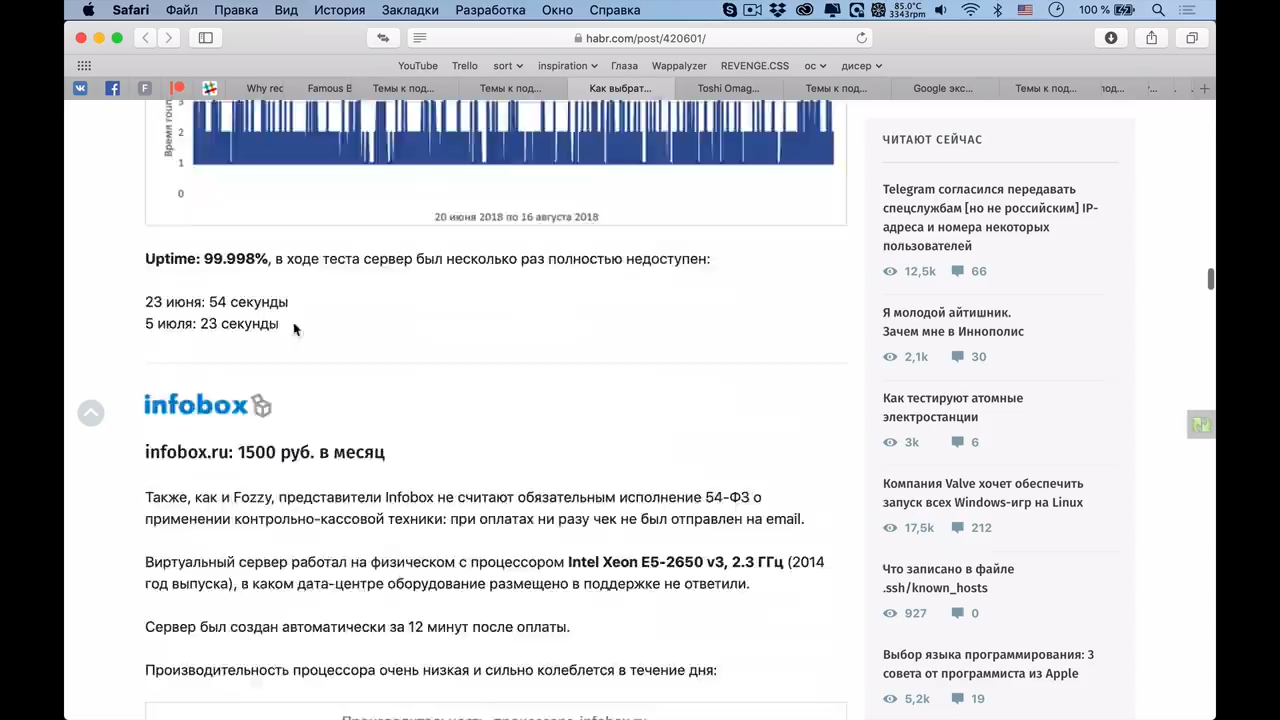 Safari Файл Правка Вид История Закладки Разработка Окно Справка 85.0°C 3343rpm 100 %
habr.com/post/420601/
YouTube Trello sort inspiration Глаза Wappalyzer REVENGE.CSS ос дисер
Why rec Famous B Темы к под... Темы к под... Как выбрат... Toshi Omag... Темы к под... Google экс... Темы к под... под...
3
2
1
0
20 июня 2018 по 16 августа 2018
Uptime: 99.998%, в ходе теста сервер был несколько раз полностью недоступен:
23 июня: 54 секунды
5 июля: 23 секунды
infobox
infobox.ru: 1500 руб. в месяц
Также, как и Fozzy, представители Infobox не считают обязательным исполнение 54-ФЗ о
применении контрольно-кассовой техники: при оплатах ни разу чек не был отправлен на email.
Виртуальный сервер работал на физическом с процессором Intel Xeon E5-2650 v3, 2.3 ГГц (2014
год выпуска), в каком дата-центре оборудование размещено в поддержке не ответили.
Сервер был создан автоматически за 12 минут после оплаты.
Производительность процессора очень низкая и сильно колеблется в течение дня:
ЧИТАЮТ СЕЙЧАС
Telegram согласился передавать
спецслужбам [но не российским] IP-
адреса и номера некоторых
пользователей
12,5k 66
Я молодой айтишник.
Зачем мне в Иннополис
2,1k 30
Как тестируют атомные
электростанции
3k 6
Компания Valve хочет обеспечить
запуск всех Windows-игр на Linux
17,5k 212
Что записано в файле
.ssh/known_hosts
927 0
Выбор языка программирования: 3
совета от программиста из Apple
5,2k 19